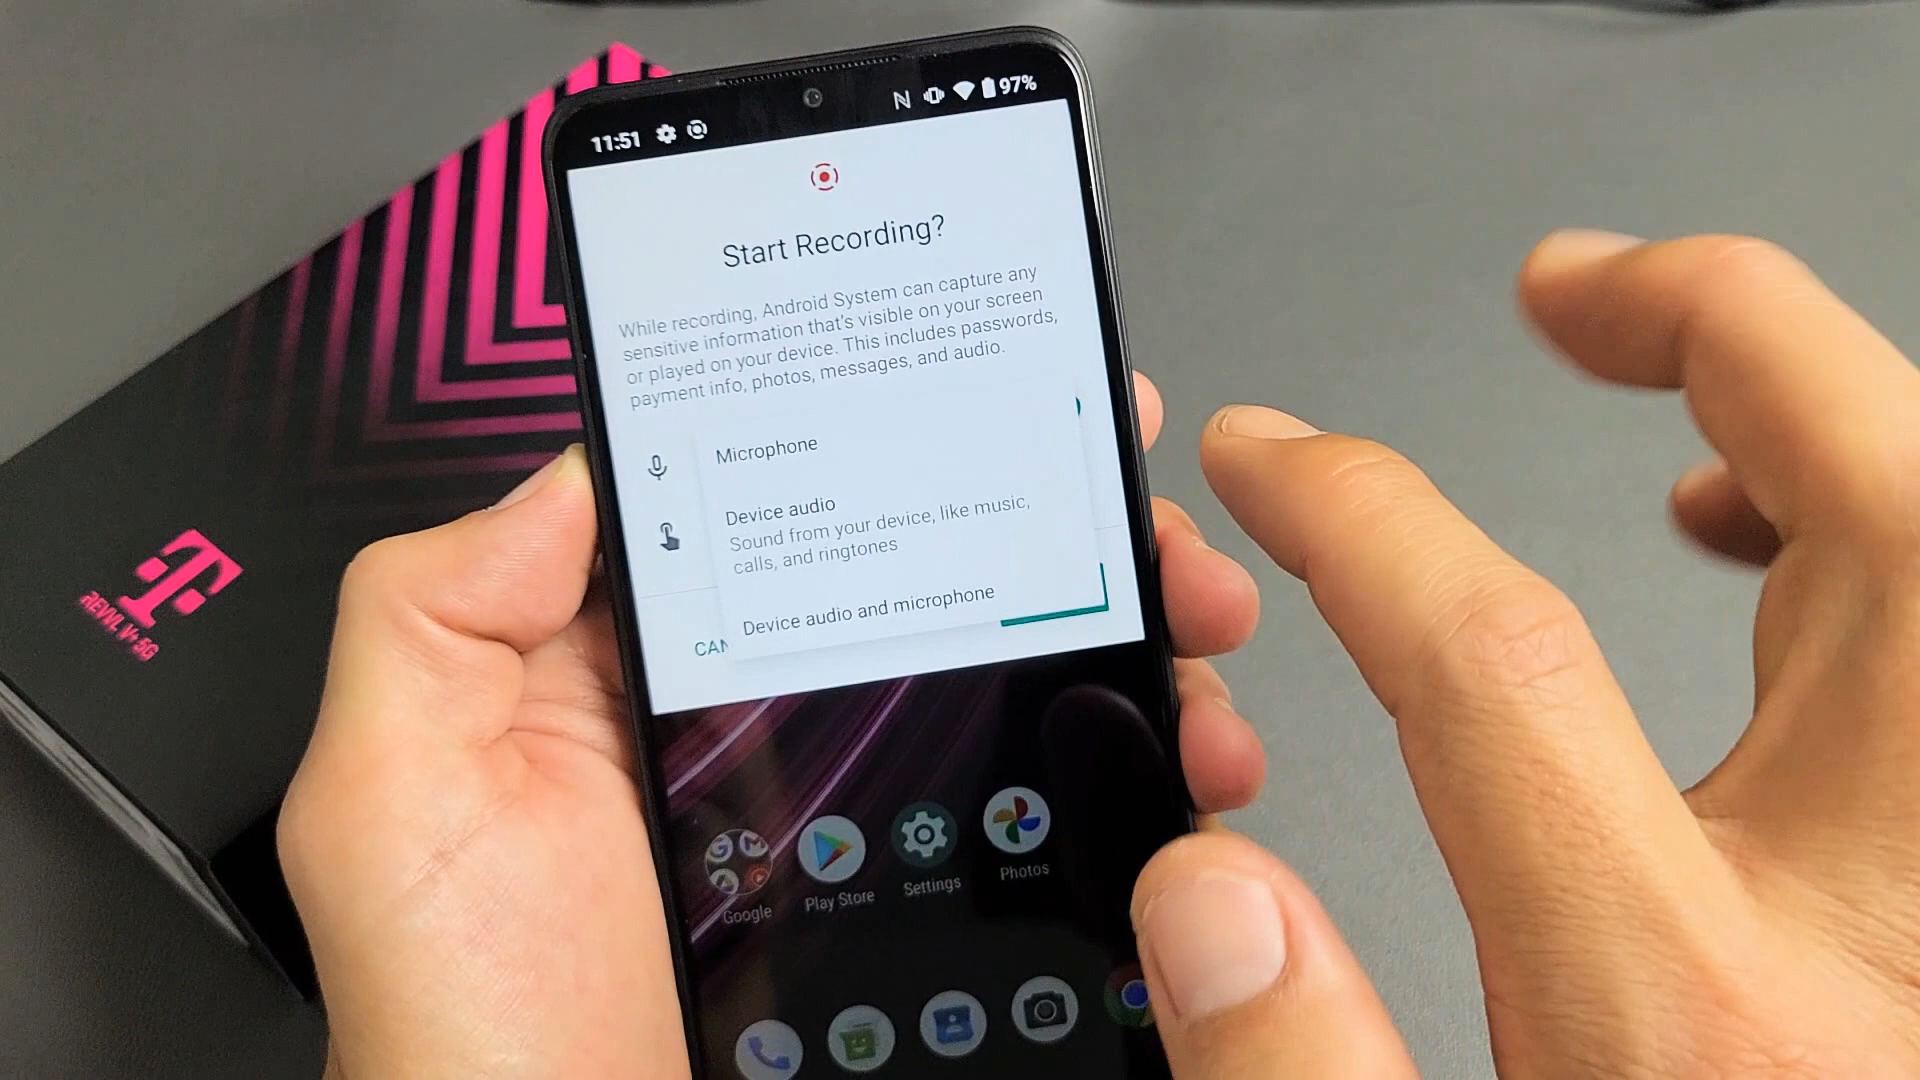 11:51
97%
Start Recording?
While recording, Android System can capture any
sensitive information that's visible on your screen
or played on your device. This includes passwords,
payment info, photos, messages, and audio.
Microphone
Device audio
Sound from your device, like music,
calls, and ringtones
Device audio and microphone
CAN
Google
Play Store
Settings
Photos
T
REVVL V+ 5G